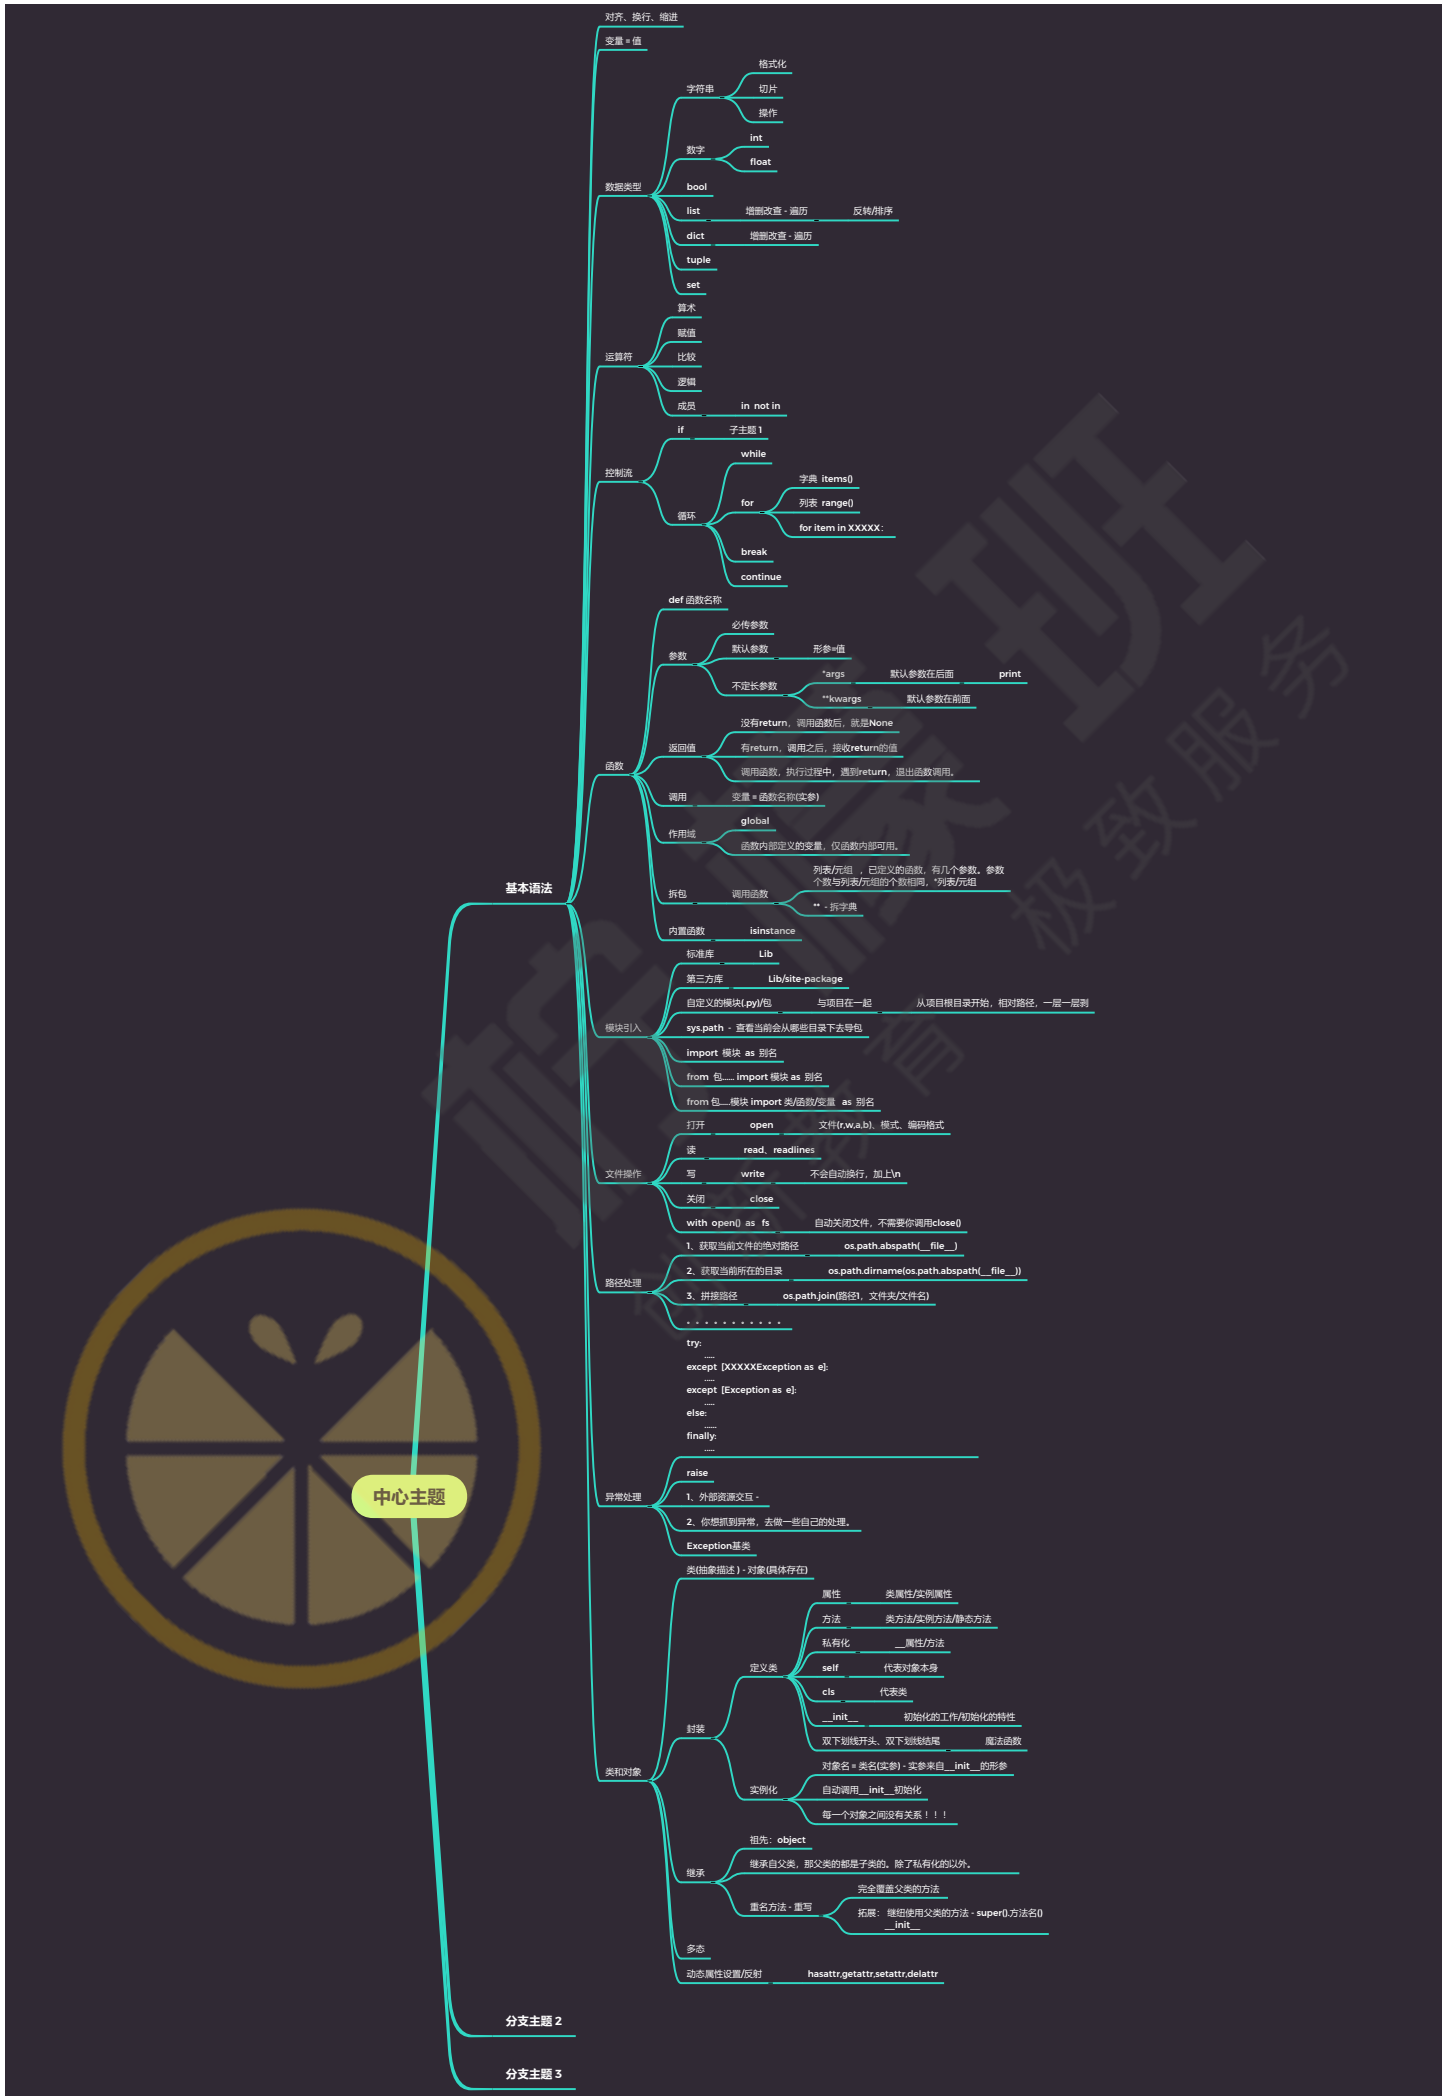 对齐、换行、缩进
变量 = 值
格式化
字符串
切片
操作
int
数字
float
数据类型
bool
list
增删改查 - 遍历
反转/排序
dict
增删改查 - 遍历
tuple
set
算术
赋值
运算符
比较
逻辑
成员
in not in
if
子主题 1
控制流
while
字典 items()
for
列表 range()
循环
for item in XXXXX:
break
continue
def 函数名称
必传参数
参数
默认参数
形参=值
*args
默认参数在后面
print
不定长参数
**kwargs
默认参数在前面
没有return，调用函数后，就是None
返回值
有return，调用之后，接收return的值
函数
调用函数，执行过程中，遇到return，退出函数调用。
调用
变量 = 函数名称(实参)
global
作用域
函数内部定义的变量，仅函数内部可用。
列表/元组 ，已定义的函数，有几个参数。参数
个数与列表/元组的个数相同，*列表/元组
基本语法
拆包
调用函数
** - 拆字典
内置函数
isinstance
标准库
Lib
第三方库
Lib/site-package
自定义的模块(.py)/包
与项目在一起
从项目根目录开始，相对路径，一层一层剥
模块引入
sys.path - 查看当前会从哪些目录下去导包
import 模块 as 别名
from 包...... import 模块 as 别名
from 包.....模块 import 类/函数/变量 as 别名
打开
open
文件(r,w,a,b)、模式、编码格式
读
read、readlines
文件操作
写
write
不会自动换行，加上\n
关闭
close
with open() as fs
自动关闭文件，不需要你调用close()
1、获取当前文件的绝对路径
os.path.abspath(__file__)
路径处理
2、获取当前所在的目录
os.path.dirname(os.path.abspath(__file__))
3、拼接路径
os.path.join(路径1，文件夹/文件名)
。。。。。。。。。。。
try:
.....
except [XXXXXException as e]:
.....
except [Exception as e]:
.....
else:
......
finally:
.....
raise
中心主题
异常处理
1、外部资源交互 -
2、你想抓到异常，去做一些自己的处理。
Exception基类
类(抽象描述 ) - 对象(具体存在)
属性
类属性/实例属性
方法
类方法/实例方法/静态方法
私有化
__属性/方法
定义类
self
代表对象本身
cls
代表类
__init__
初始化的工作/初始化的特性
封装
双下划线开头、双下划线结尾
魔法函数
类和对象
对象名 = 类名(实参) - 实参来自__init__的形参
实例化
自动调用__init__初始化
每一个对象之间没有关系！！！
祖先：object
继承
继承自父类，那父类的都是子类的。除了私有化的以外。
完全覆盖父类的方法
重名方法 - 重写
拓展： 继纽使用父类的方法 - super().方法名()
__init__
多态
动态属性设置/反射
hasattr,getattr,setattr,delattr
分支主题 2
分支主题 3
柠檬班
创新教育 极致服务